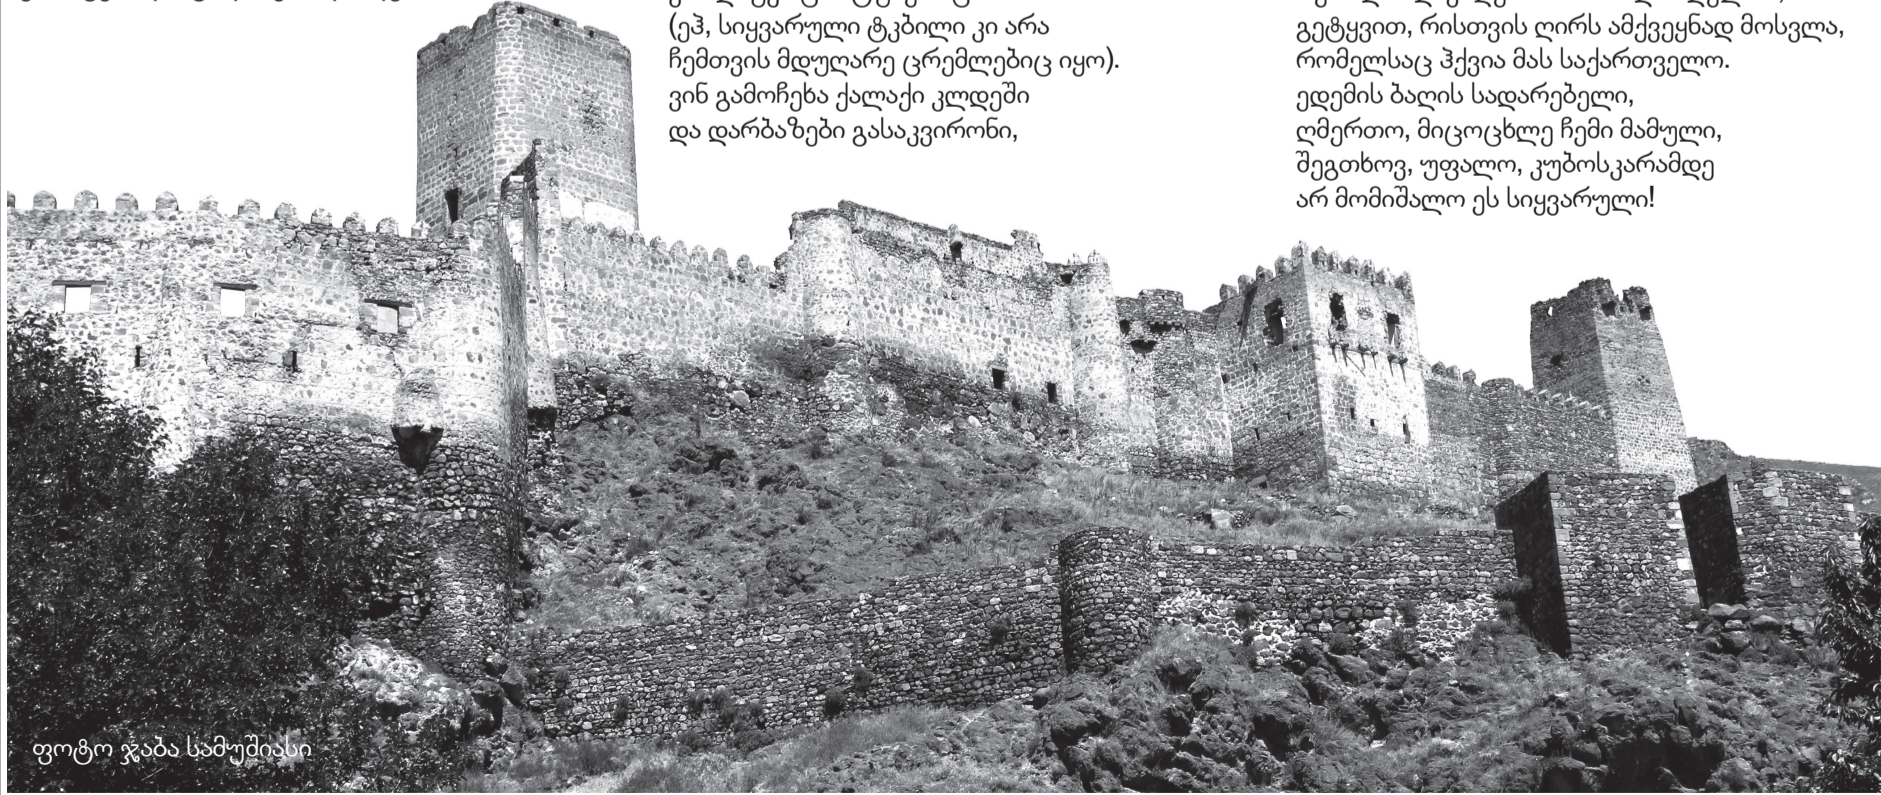 (ეჰ, სიყვარული ტკბილი კი არა
ჩემთვის მდუღარე ცრემლებიც იყო).
ვინ გამოჩეხა ქალაქი კლდეში
და დარბაზები გასაკვირონი,
გეტყვით, რისთვის ღირს ამქვეყნად მოსვლა,
რომელსაც ჰქვია მას საქართველო.
ედემის ბაღის სადარებელი,
ღმერთო, მიცოცხლე ჩემი მამული,
შეგთხოვ, უფალო, კუბოსკარამდე
არ მომიშალო ეს სიყვარული!
ფოტო ჯაბა სამუშიასი